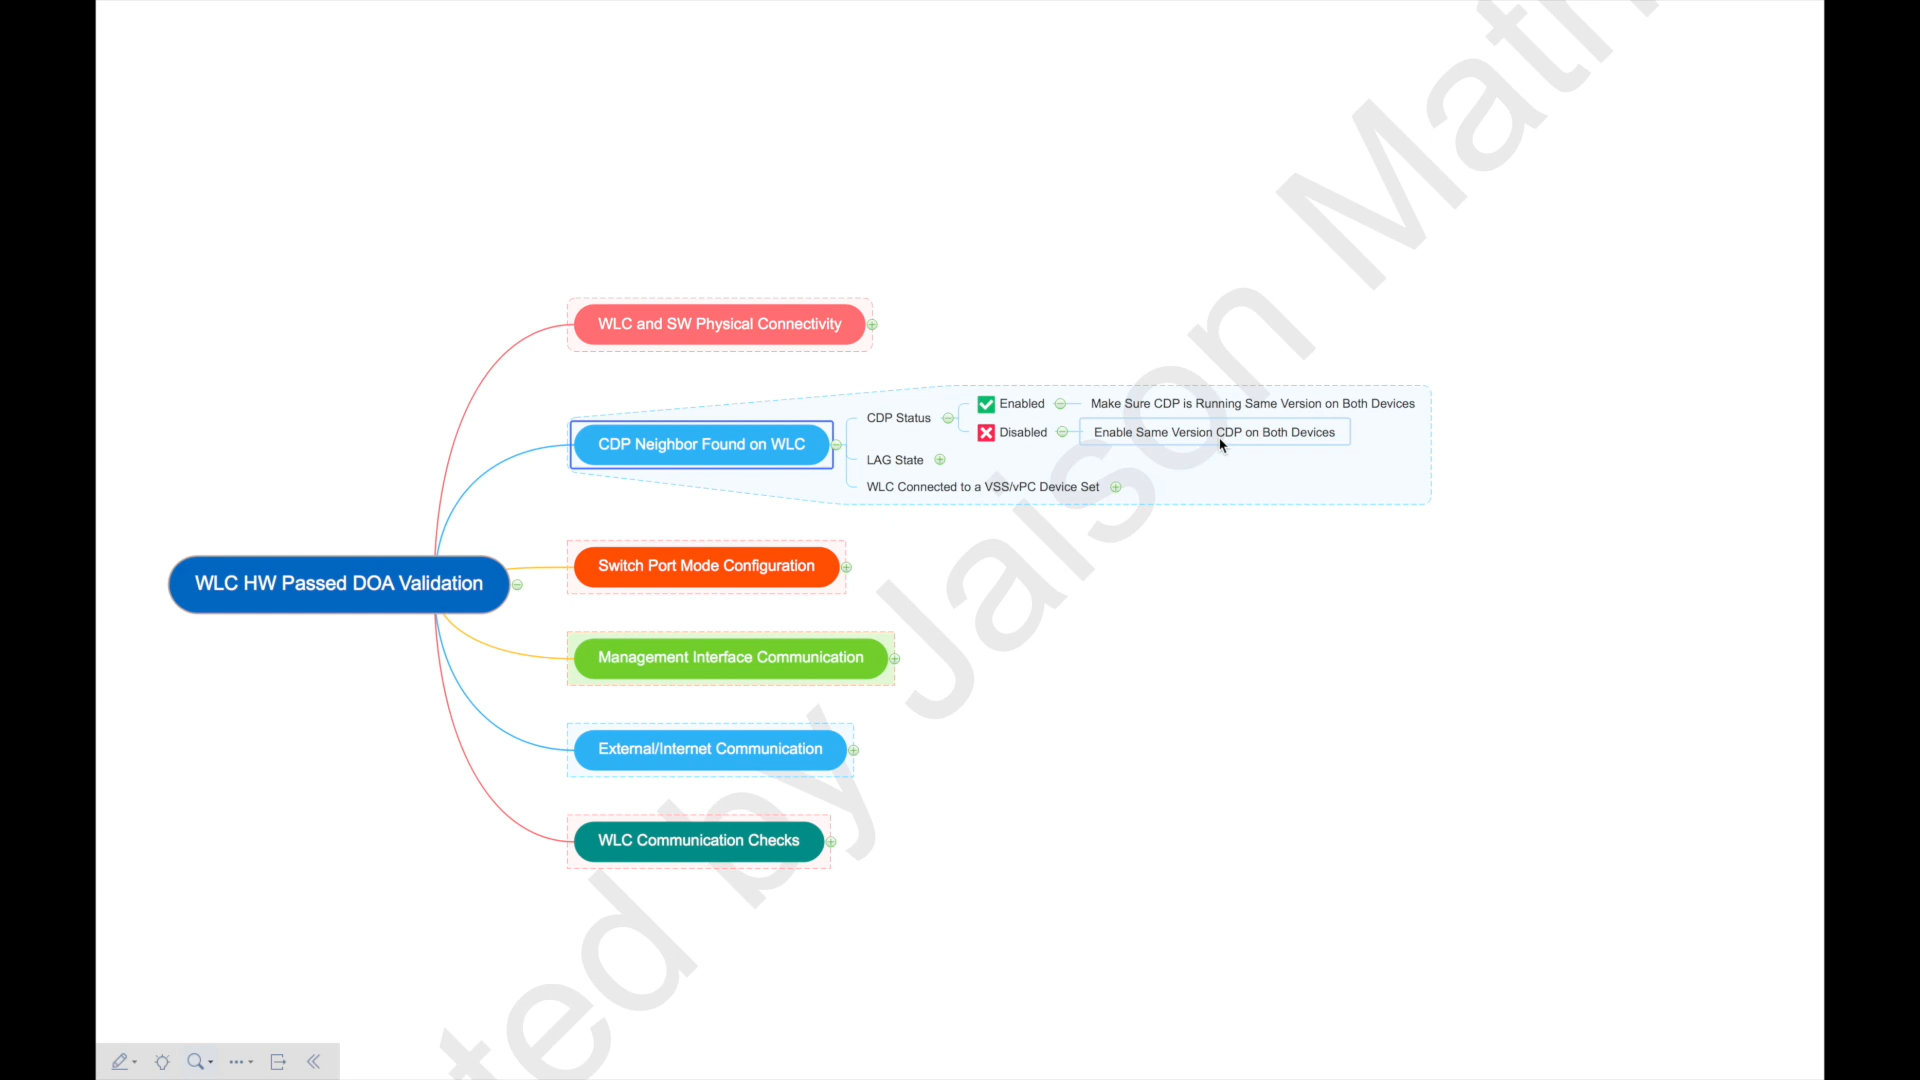 WLC HW Passed DOA Validation
WLC and SW Physical Connectivity
CDP Neighbor Found on WLC
CDP Status
Enabled
Make Sure CDP is Running Same Version on Both Devices
Disabled
Enable Same Version CDP on Both Devices
LAG State
WLC Connected to a VSS/vPC Device Set
Switch Port Mode Configuration
Management Interface Communication
External/Internet Communication
WLC Communication Checks
by Jaison